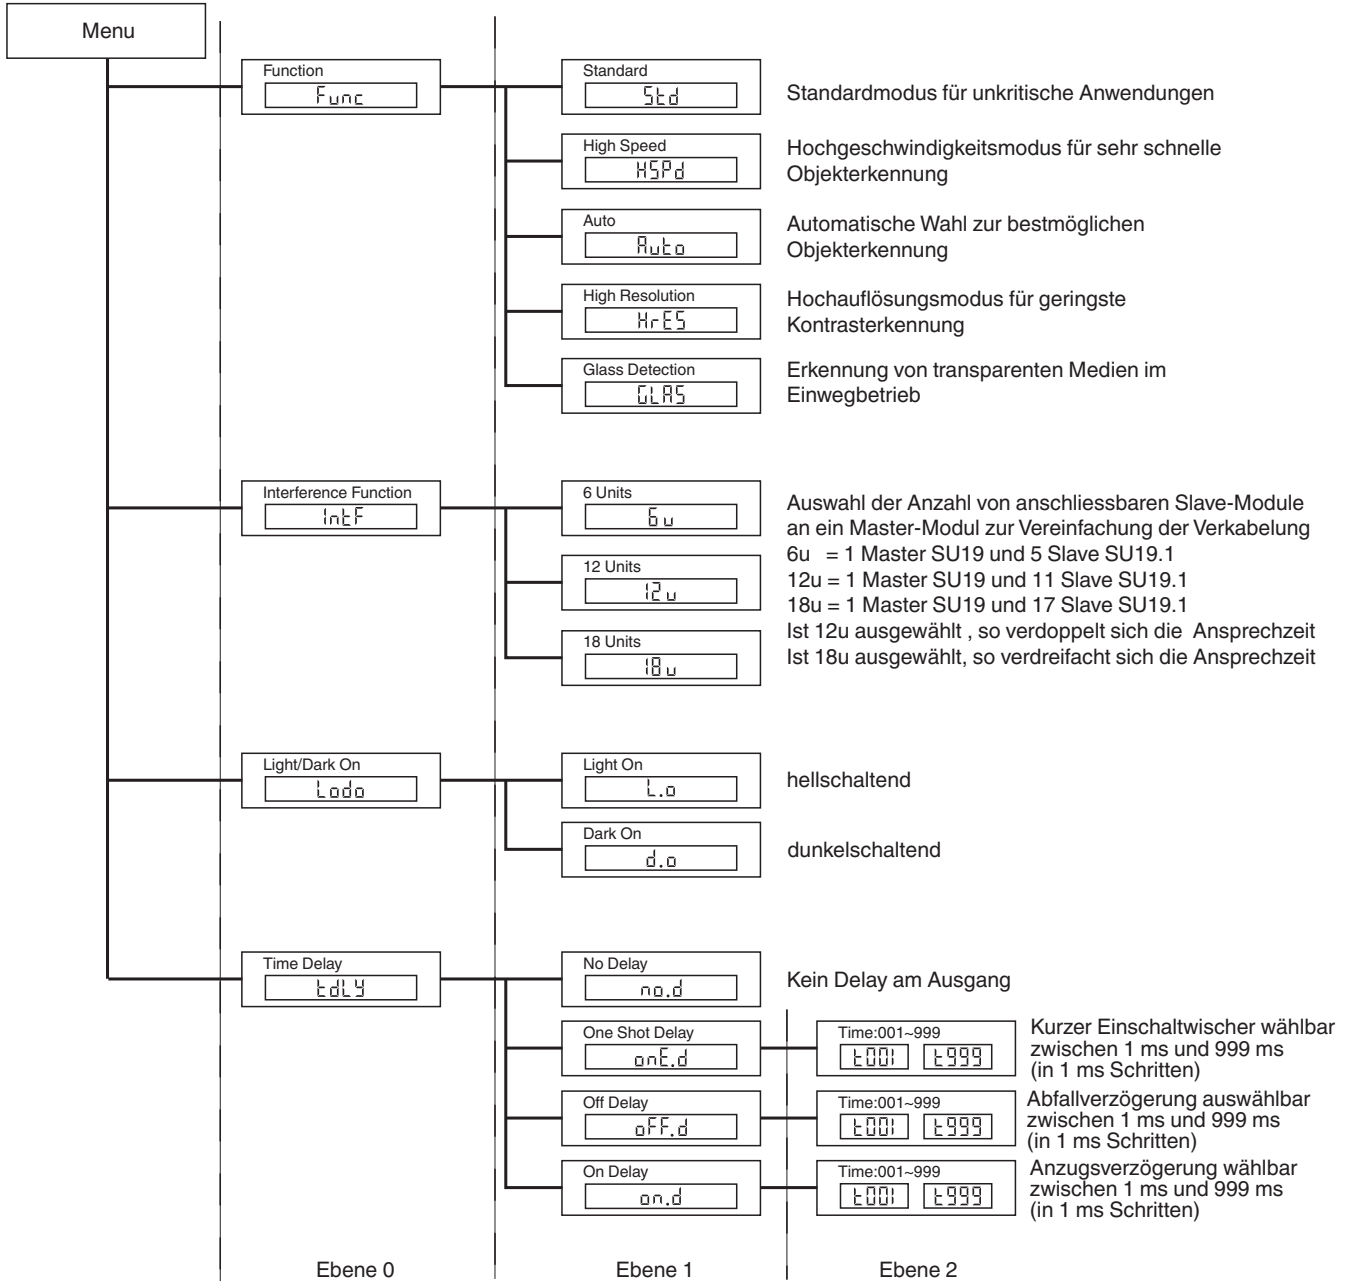 Menu
Function
Func
Standard
Std
Standardmodus für unkritische Anwendungen
High Speed
HSPd
Hochgeschwindigkeitsmodus für sehr schnelle
Objekterkennung
Auto
Auto
Automatische Wahl zur bestmöglichen
Objekterkennung
High Resolution
HrES
Hochauflösungsmodus für geringste
Kontrasterkennung
Glass Detection
GLAS
Erkennung von transparenten Medien im
Einwegbetrieb
Interference Function
IntF
6 Units
6u
12 Units
12u
18 Units
18u
Auswahl der Anzahl von anschliessbaren Slave-Module
an ein Master-Modul zur Vereinfachung der Verkabelung
6u = 1 Master SU19 und 5 Slave SU19.1
12u = 1 Master SU19 und 11 Slave SU19.1
18u = 1 Master SU19 und 17 Slave SU19.1
Ist 12u ausgewählt , so verdoppelt sich die Ansprechzeit
Ist 18u ausgewählt, so verdreifacht sich die Ansprechzeit
Light/Dark On
Lodo
Light On
L.o
hellschaltend
Dark On
d.o
dunkelschaltend
Time Delay
tdLY
No Delay
no.d
Kein Delay am Ausgang
One Shot Delay
onE.d
Time:001~999
t001 t999
Kurzer Einschaltwischer wählbar
zwischen 1 ms und 999 ms
(in 1 ms Schritten)
Off Delay
oFF.d
Time:001~999
t001 t999
Abfallverzögerung auswählbar
zwischen 1 ms und 999 ms
(in 1 ms Schritten)
On Delay
on.d
Time:001~999
t001 t999
Anzugsverzögerung wählbar
zwischen 1 ms und 999 ms
(in 1 ms Schritten)
Ebene 0 Ebene 1 Ebene 2